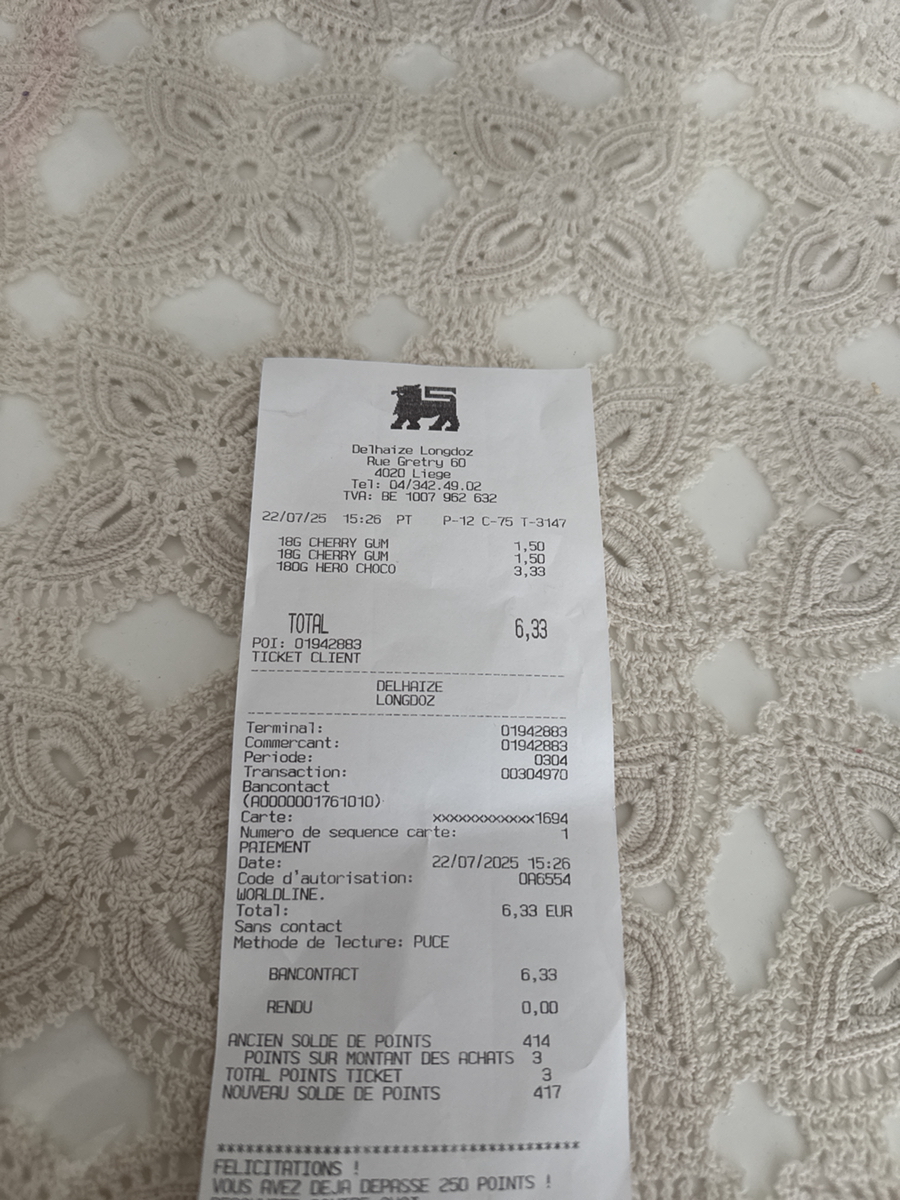 Delhaize Longdoz
Rue Gretry 60
4020 Liege
Tel: 04/342.49.02
TVA: BE 1007 962 632
22/07/25 15:26 PT P-12 C-75 T-3147
18G CHERRY GUM 1,50
18G CHERRY GUM 1,50
180G HERO CHOCO 3,33
TOTAL 6,33
POI: 01942883
TICKET CLIENT
DELHAIZE
LONGDOZ
Terminal: 01942883
Commercant: 01942883
Periode: 0304
Transaction: 00304970
Bancontact
(A0000001761010)
Carte: xxxxxxxxxxxxx1694
Numero de sequence carte: 1
PAIEMENT
Date: 22/07/2025 15:26
Code d'autorisation: 0A6554
WORLDLINE.
Total: 6,33 EUR
Sans contact
Methode de lecture: PUCE
BANCONTACT 6,33
RENDU 0,00
ANCIEN SOLDE DE POINTS 414
POINTS SUR MONTANT DES ACHATS 3
TOTAL POINTS TICKET 3
NOUVEAU SOLDE DE POINTS 417
****************************************
FELICITATIONS !
VOUS AVEZ DEJA DEPASSE 250 POINTS !